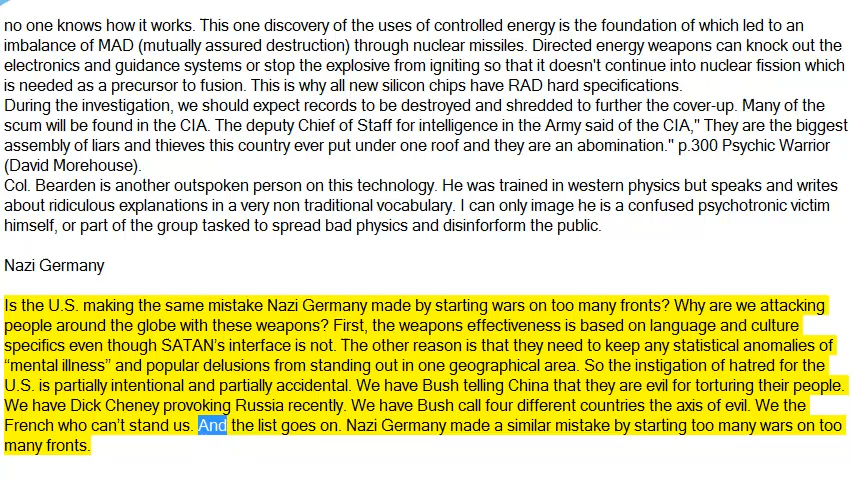 no one knows how it works. This one discovery of the uses of controlled energy is the foundation of which led to an
imbalance of MAD (mutually assured destruction) through nuclear missiles. Directed energy weapons can knock out the
electronics and guidance systems or stop the explosive from igniting so that it doesn't continue into nuclear fission which
is needed as a precursor to fusion. This is why all new silicon chips have RAD hard specifications.
During the investigation, we should expect records to be destroyed and shredded to further the cover-up. Many of the
scum will be found in the CIA. The deputy Chief of Staff for intelligence in the Army said of the CIA," They are the biggest
assembly of liars and thieves this country ever put under one roof and they are an abomination." p.300 Psychic Warrior
(David Morehouse).
Col. Bearden is another outspoken person on this technology. He was trained in western physics but speaks and writes
about ridiculous explanations in a very non traditional vocabulary. I can only image he is a confused psychotronic victim
himself, or part of the group tasked to spread bad physics and disinforform the public.
Nazi Germany
Is the U.S. making the same mistake Nazi Germany made by starting wars on too many fronts? Why are we attacking
people around the globe with these weapons? First, the weapons effectiveness is based on language and culture
specifics even though SATAN's interface is not. The other reason is that they need to keep any statistical anomalies of
“mental illness” and popular delusions from standing out in one geographical area. So the instigation of hatred for the
U.S. is partially intentional and partially accidental. We have Bush telling China that they are evil for torturing their people.
We have Dick Cheney provoking Russia recently. We have Bush call four different countries the axis of evil. We the
French who can’t stand us. And the list goes on. Nazi Germany made a similar mistake by starting too many wars on too
many fronts.